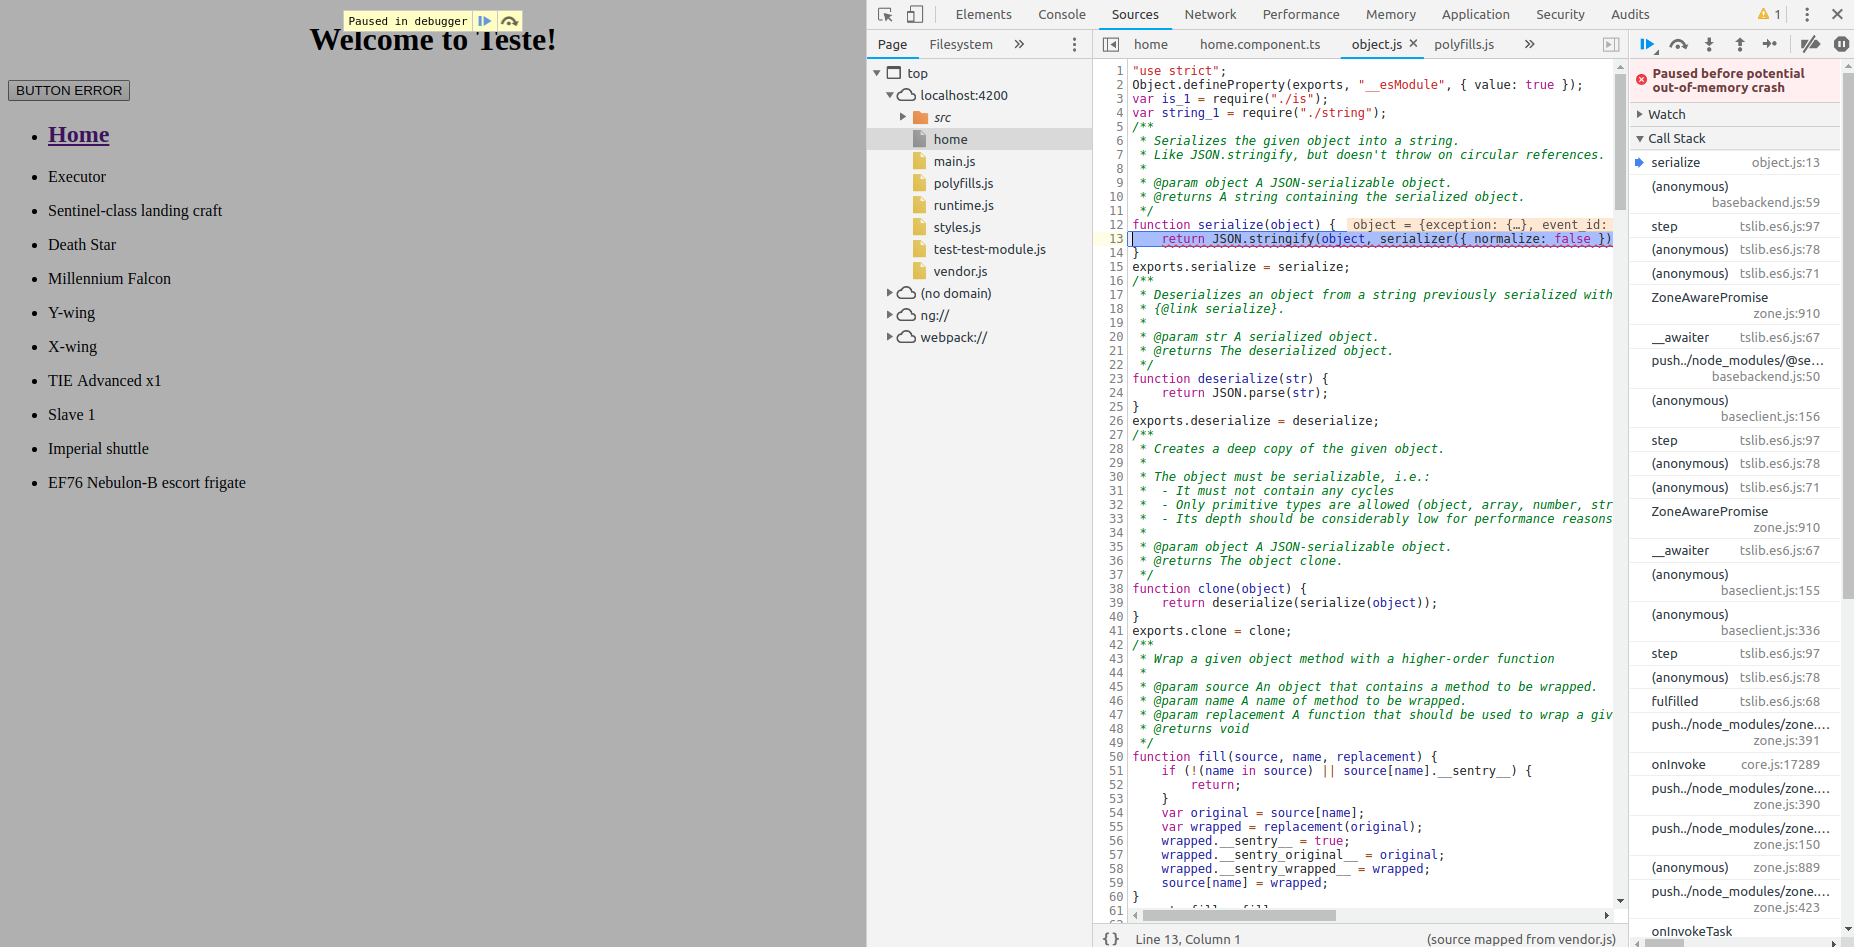 Paused in debugger
Welcome to Teste!
BUTTON ERROR
Home
Executor
Sentinel-class landing craft
Death Star
Millennium Falcon
Y-wing
X-wing
TIE Advanced x1
Slave 1
Imperial shuttle
EF76 Nebulon-B escort frigate
Elements Console Sources Network Performance Memory Application Security Audits 1
Page Filesystem »
top
localhost:4200
src
home
main.js
polyfills.js
runtime.js
styles.js
test-test-module.js
vendor.js
(no domain)
ng://
webpack://
home home.component.ts object.js × polyfills.js »
1 "use strict";
2 Object.defineProperty(exports, "__esModule", { value: true });
3 var is_1 = require("./is");
4 var string_1 = require("./string");
5 /**
6 * Serializes the given object into a string.
7 * Like JSON.stringify, but doesn't throw on circular references.
8 *
9 * @param object A JSON-serializable object.
10 * @returns A string containing the serialized object.
11 */
12 function serialize(object) { object = {exception: {…}, event_id:
13 return JSON.stringify(object, serializer({ normalize: false })
14 }
15 exports.serialize = serialize;
16 /**
17 * Deserializes an object from a string previously serialized with
18 * {@link serialize}.
19 *
20 * @param str A serialized object.
21 * @returns The deserialized object.
22 */
23 function deserialize(str) {
24 return JSON.parse(str);
25 }
26 exports.deserialize = deserialize;
27 /**
28 * Creates a deep copy of the given object.
29 *
30 * The object must be serializable, i.e.:
31 * - It must not contain any cycles
32 * - Only primitive types are allowed (object, array, number, str
33 * - Its depth should be considerably low for performance reasons
34 *
35 * @param object A JSON-serializable object.
36 * @returns The object clone.
37 */
38 function clone(object) {
39 return deserialize(serialize(object));
40 }
41 exports.clone = clone;
42 /**
43 * Wrap a given object method with a higher-order function
44 *
45 * @param source An object that contains a method to be wrapped.
46 * @param name A name of method to be wrapped.
47 * @param replacement A function that should be used to wrap a giv
48 * @returns void
49 */
50 function fill(source, name, replacement) {
51 if (!(name in source) || source[name].__sentry__) {
52 return;
53 }
54 var original = source[name];
55 var wrapped = replacement(original);
56 wrapped.__sentry__ = true;
57 wrapped.__sentry_original__ = original;
58 wrapped.__sentry_wrapped__ = wrapped;
59 source[name] = wrapped;
60 }
61
{} Line 13, Column 1 (source mapped from vendor.js)
Paused before potential
out-of-memory crash
Watch
Call Stack
serialize object.js:13
(anonymous)
basebackend.js:59
step tslib.es6.js:97
(anonymous) tslib.es6.js:78
(anonymous) tslib.es6.js:71
ZoneAwarePromise
zone.js:910
__awaiter tslib.es6.js:67
push../node_modules/@se…
basebackend.js:50
(anonymous)
baseclient.js:156
step tslib.es6.js:97
(anonymous) tslib.es6.js:78
(anonymous) tslib.es6.js:71
ZoneAwarePromise
zone.js:910
__awaiter tslib.es6.js:67
(anonymous)
baseclient.js:155
(anonymous)
baseclient.js:336
step tslib.es6.js:97
(anonymous) tslib.es6.js:78
fulfilled tslib.es6.js:68
push../node_modules/zone.…
zone.js:391
onInvoke core.js:17289
push../node_modules/zone.…
zone.js:390
push../node_modules/zone.…
zone.js:150
(anonymous) zone.js:889
push../node_modules/zone.…
zone.js:423
onInvokeTask